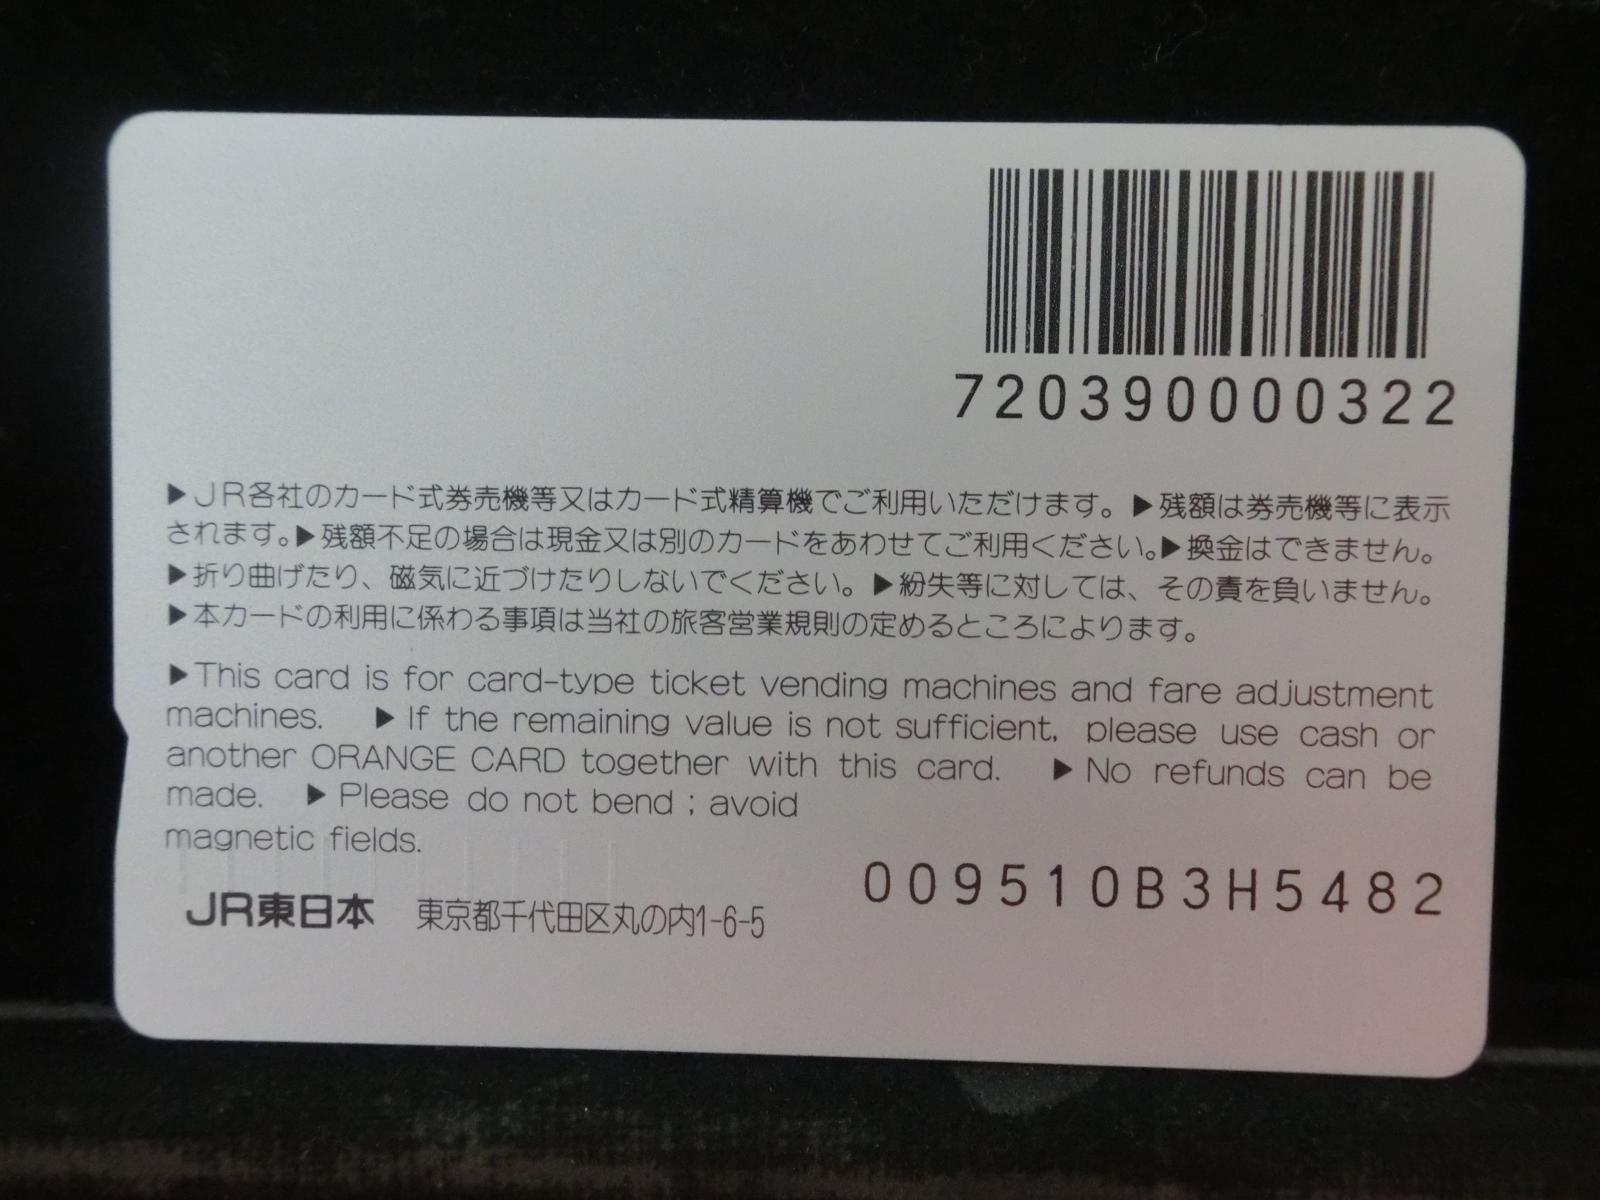 720390000322
▶JR各社のカード式券売機等又はカード式精算機でご利用いただけます。▶残額は券売機等に表示
されます。▶残額不足の場合は現金又は別のカードをあわせてご利用ください。▶換金はできません。
▶折り曲げたり、磁気に近づけたりしないでください。▶紛失等に対しては、その責を負いません。
▶本カードの利用に係わる事項は当社の旅客営業規則の定めるところによります。
▶This card is for card-type ticket vending machines and fare adjustment
machines. ▶If the remaining value is not sufficient, please use cash or
another ORANGE CARD together with this card. ▶No refunds can be
made. ▶Please do not bend ; avoid
magnetic fields.
009510B3H5482
JR東日本 東京都千代田区丸の内1-6-5